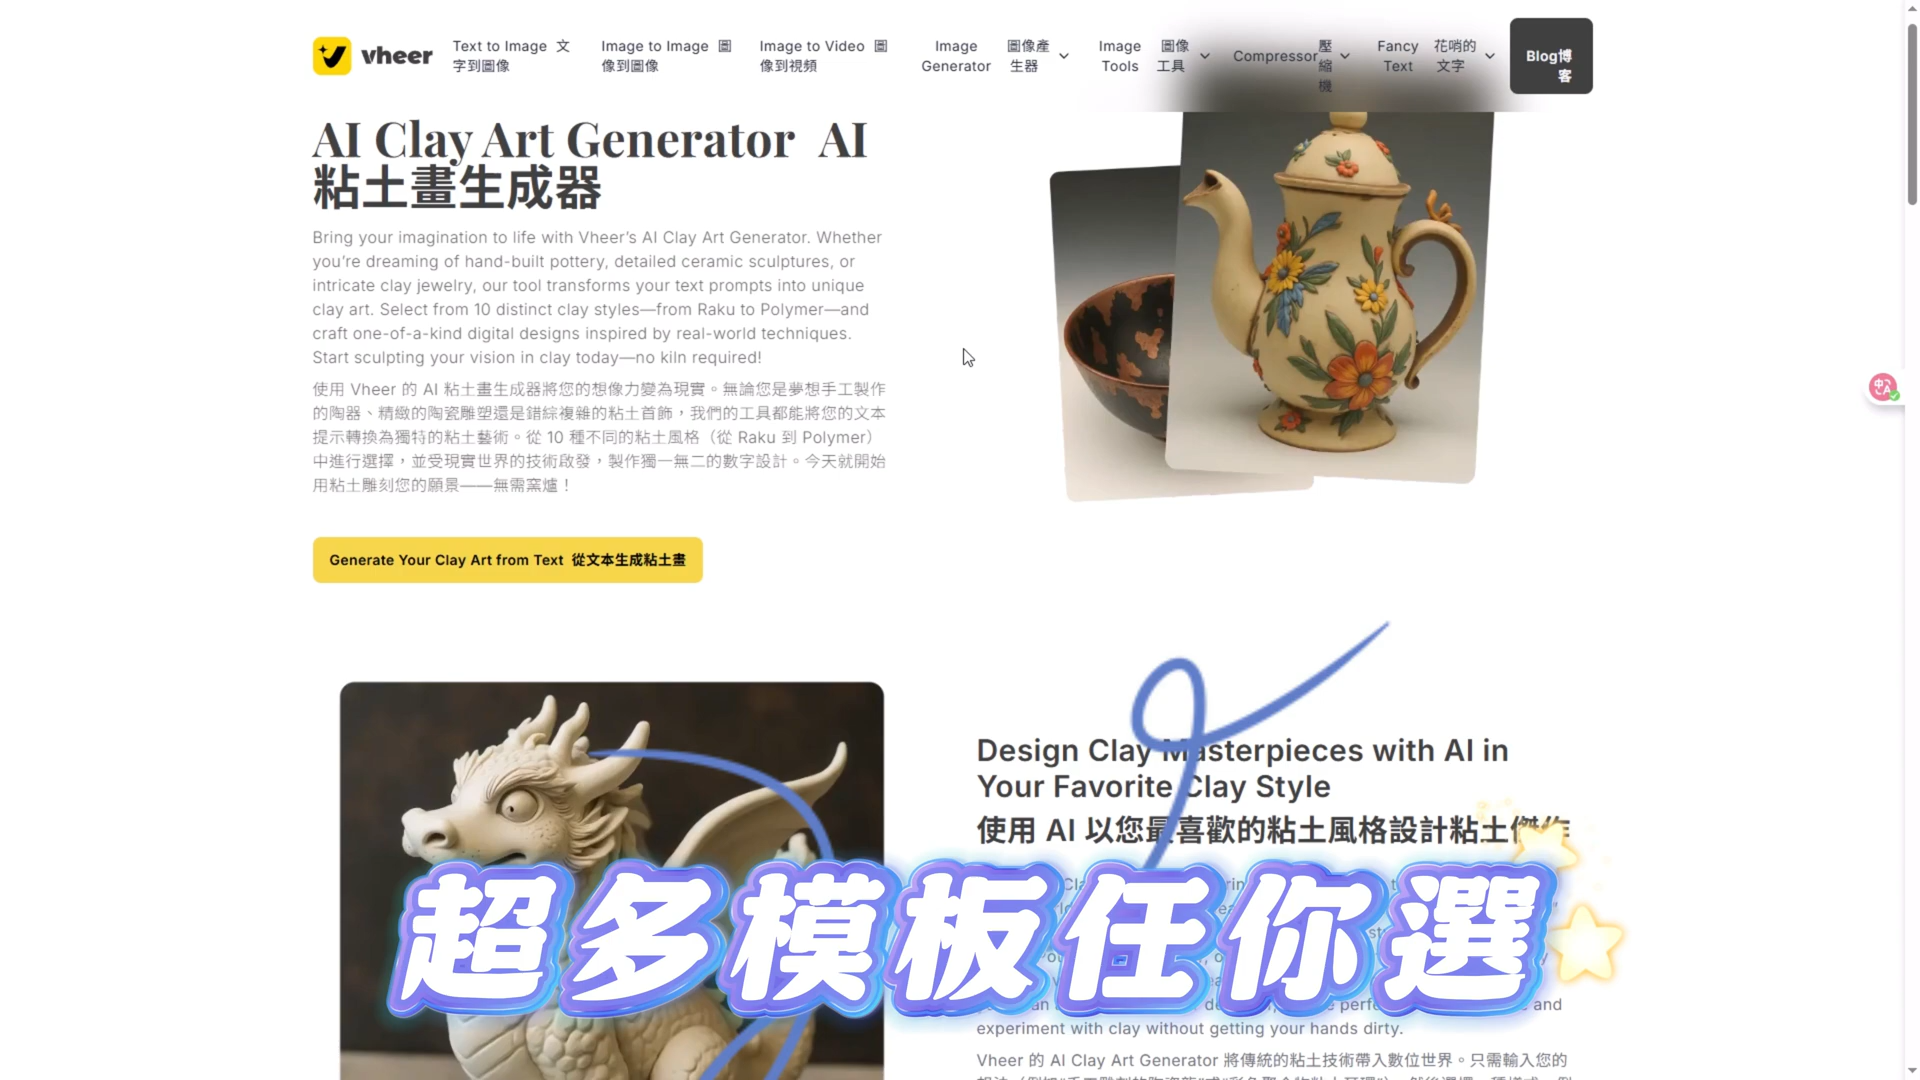 vheer
Text to Image 文字到圖像
Image to Image 圖像到圖像
Image to Video 圖像到視頻
Image Generator 圖像產生器
Image Tools 圖像工具
Compressor 壓縮機
Fancy Text 花哨的文字
Blog博客
AI Clay Art Generator AI
粘土畫生成器
Bring your imagination to life with Vheer's AI Clay Art Generator. Whether
you're dreaming of hand-built pottery, detailed ceramic sculptures, or
intricate clay jewelry, our tool transforms your text prompts into unique
clay art. Select from 10 distinct clay styles—from Raku to Polymer—and
craft one-of-a-kind digital designs inspired by real-world techniques.
Start sculpting your vision in clay today—no kiln required!
使用 Vheer 的 AI 粘土畫生成器將您的想像力變為現實。無論您是夢想手工製作
的陶器、精緻的陶瓷雕塑還是錯綜複雜的粘土首飾，我們的工具都能將您的文本
提示轉換為獨特的粘土藝術。從 10 種不同的粘土風格（從 Raku 到 Polymer）
中進行選擇，並受現實世界的技術啟發，製作獨一無二的數字設計。今天就開始
用粘土雕刻您的願景——無需窯爐！
Generate Your Clay Art from Text 從文本生成粘土畫
Design Clay Masterpieces with AI in
Your Favorite Clay Style
使用 AI 以您最喜歡的粘土風格設計粘土傑作
超多模板任你選
and
experiment with clay without getting your hands dirty.
Vheer 的 AI Clay Art Generator 將傳統的粘土技術帶入數位世界。只需輸入您的